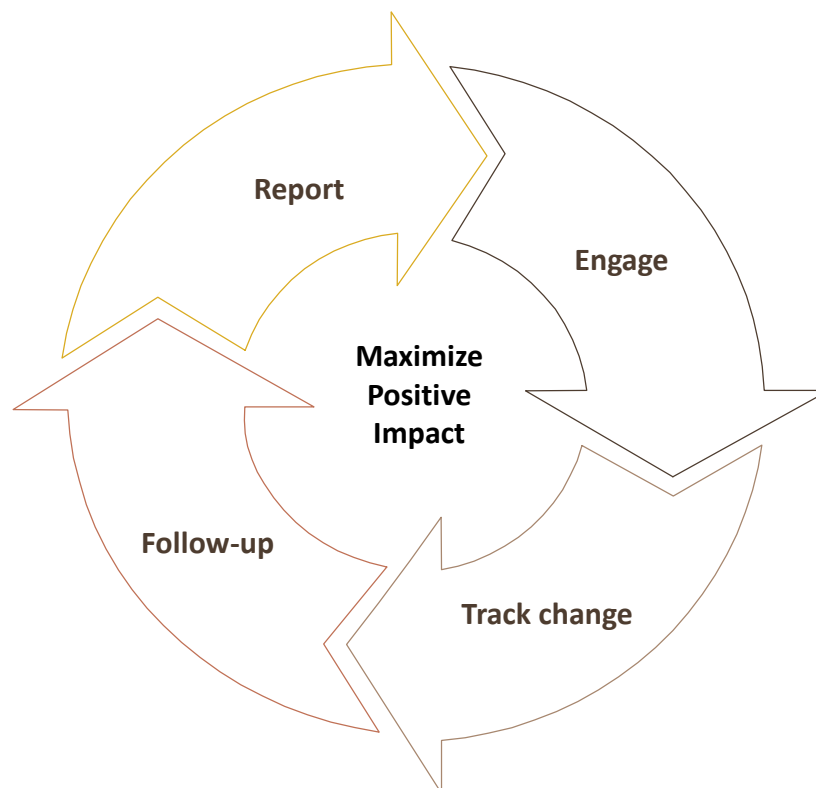 Report
Engage
Maximize
Positive
Impact
Follow-up
Track change